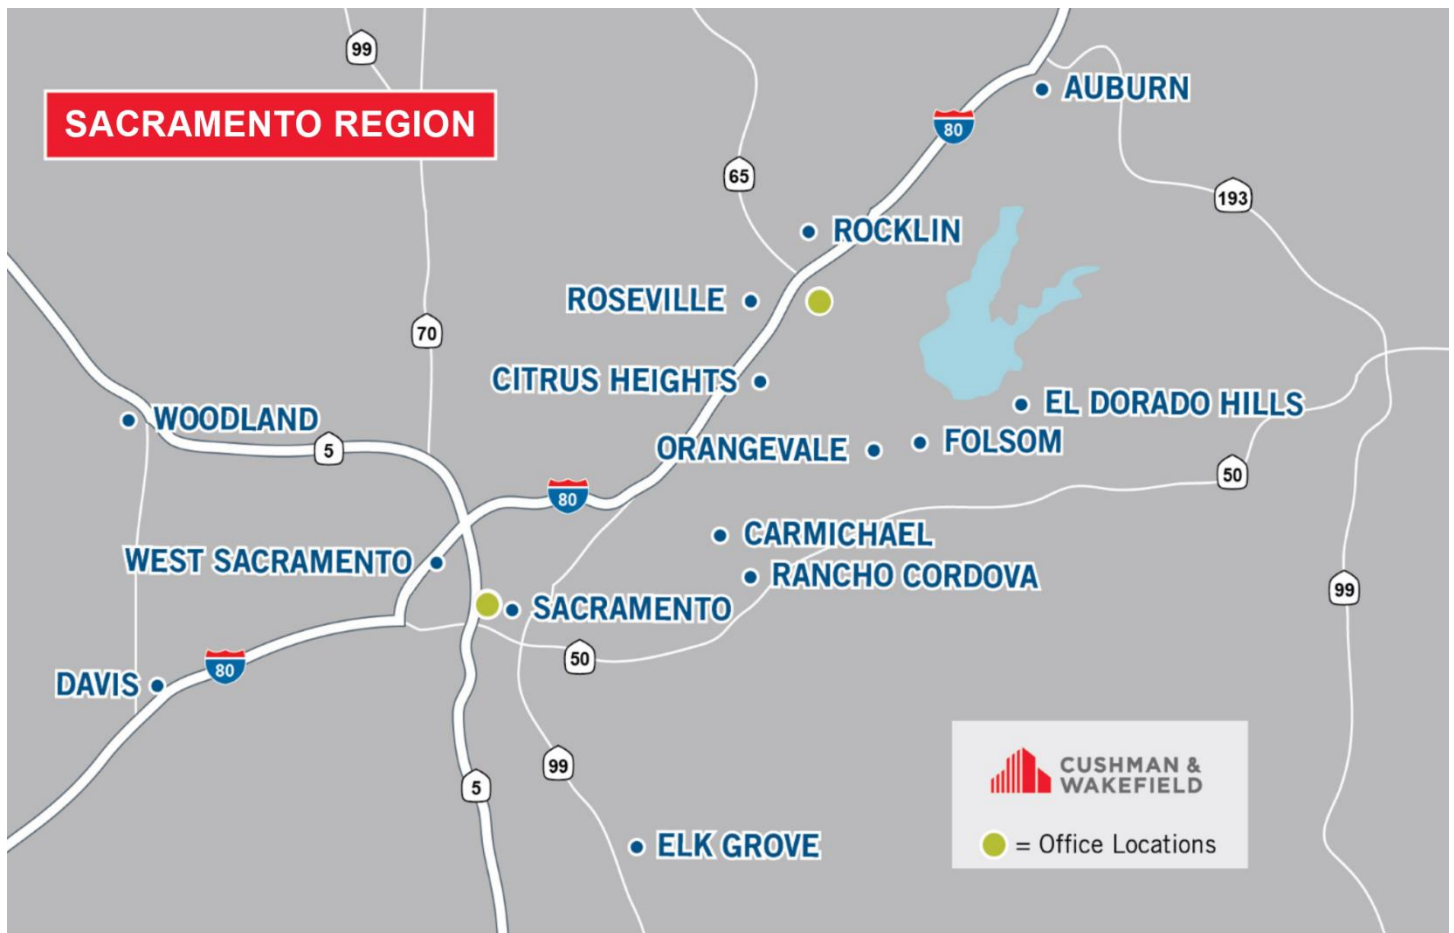 99
SACRAMENTO REGION
AUBURN
80
65
193
ROCKLIN
ROSEVILLE
70
CITRUS HEIGHTS
EL DORADO HILLS
WOODLAND
5
ORANGEVALE
FOLSOM
50
80
CARMICHAEL
WEST SACRAMENTO
RANCHO CORDOVA
99
SACRAMENTO
50
80
DAVIS
99
5
CUSHMAN &
WAKEFIELD
= Office Locations
ELK GROVE